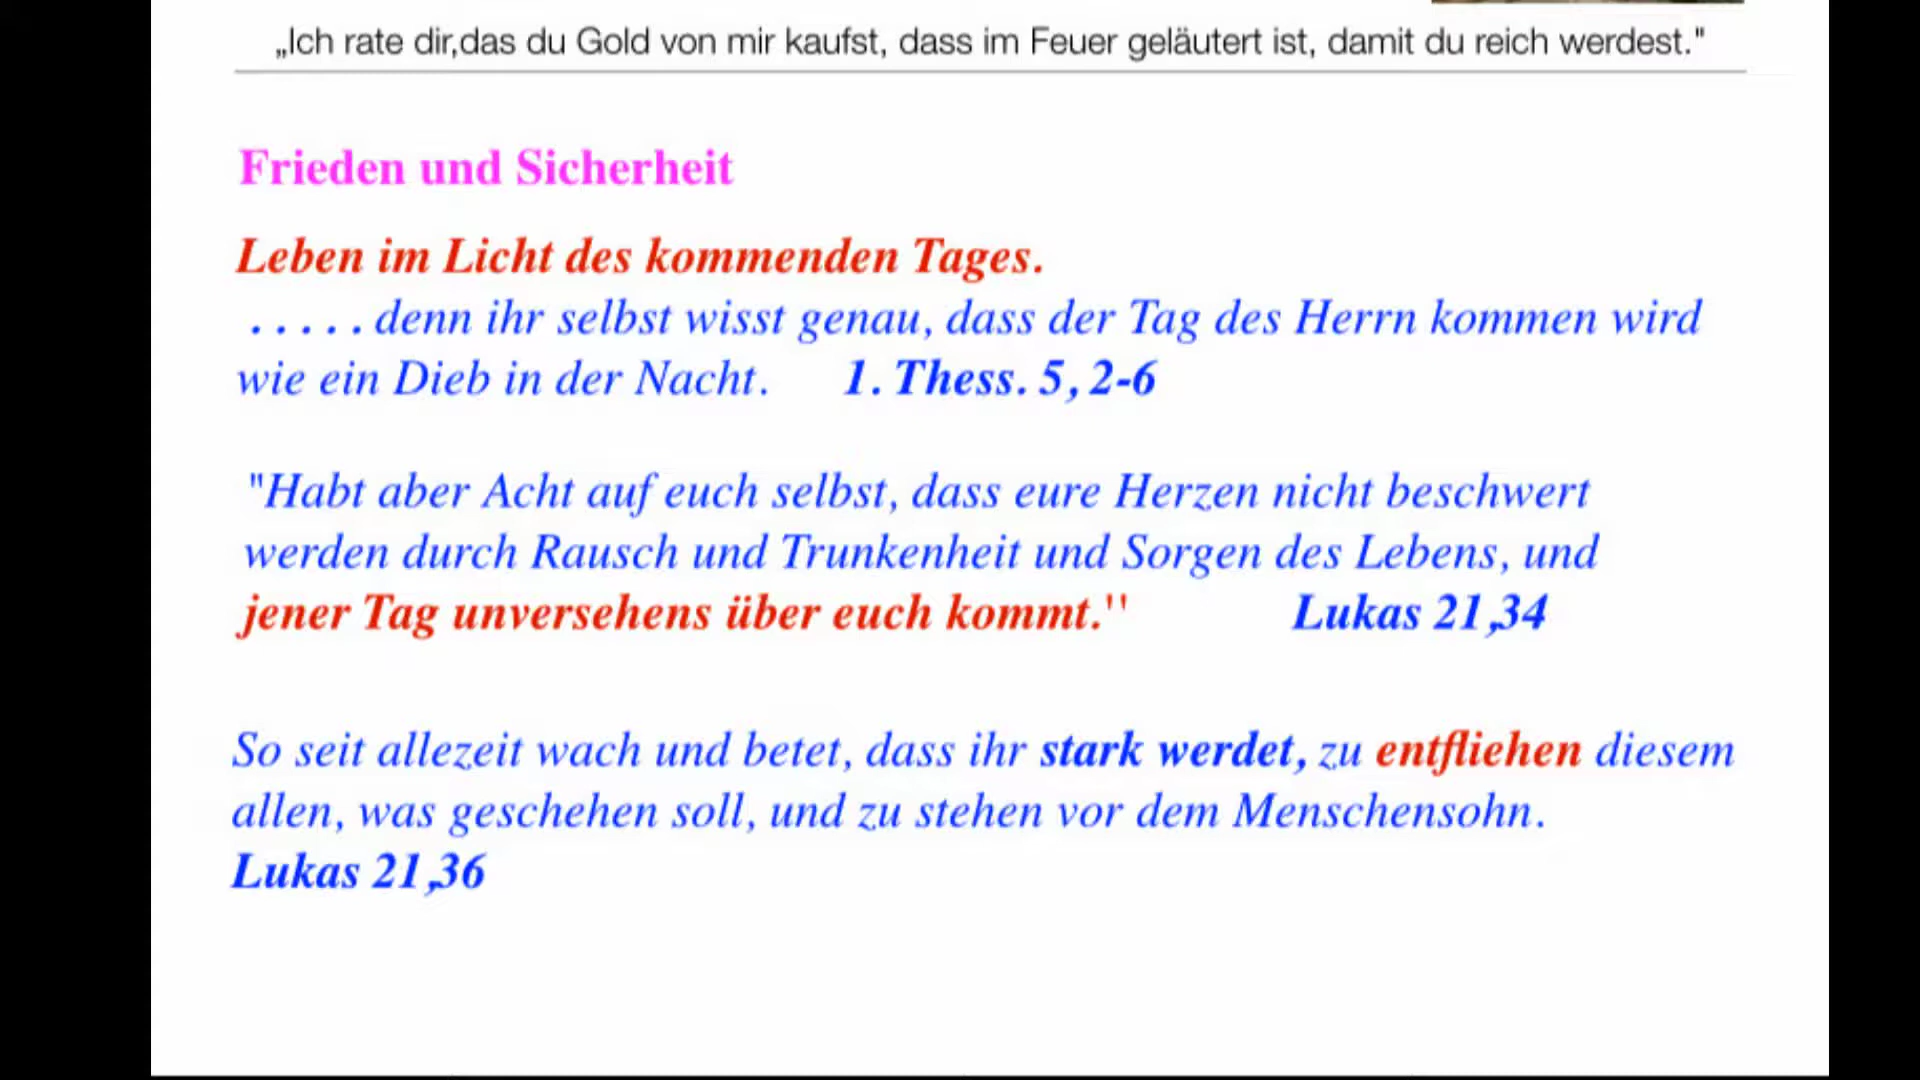 „Ich rate dir,das du Gold von mir kaufst, dass im Feuer geläutert ist, damit du reich werdest."
Frieden und Sicherheit
Leben im Licht des kommenden Tages.
. . . . . denn ihr selbst wisst genau, dass der Tag des Herrn kommen wird
wie ein Dieb in der Nacht. 1. Thess. 5, 2-6
"Habt aber Acht auf euch selbst, dass eure Herzen nicht beschwert
werden durch Rausch und Trunkenheit und Sorgen des Lebens, und
jener Tag unversehens über euch kommt.'' Lukas 21,34
So seit allezeit wach und betet, dass ihr stark werdet, zu entfliehen diesem
allen, was geschehen soll, und zu stehen vor dem Menschensohn.
Lukas 21,36